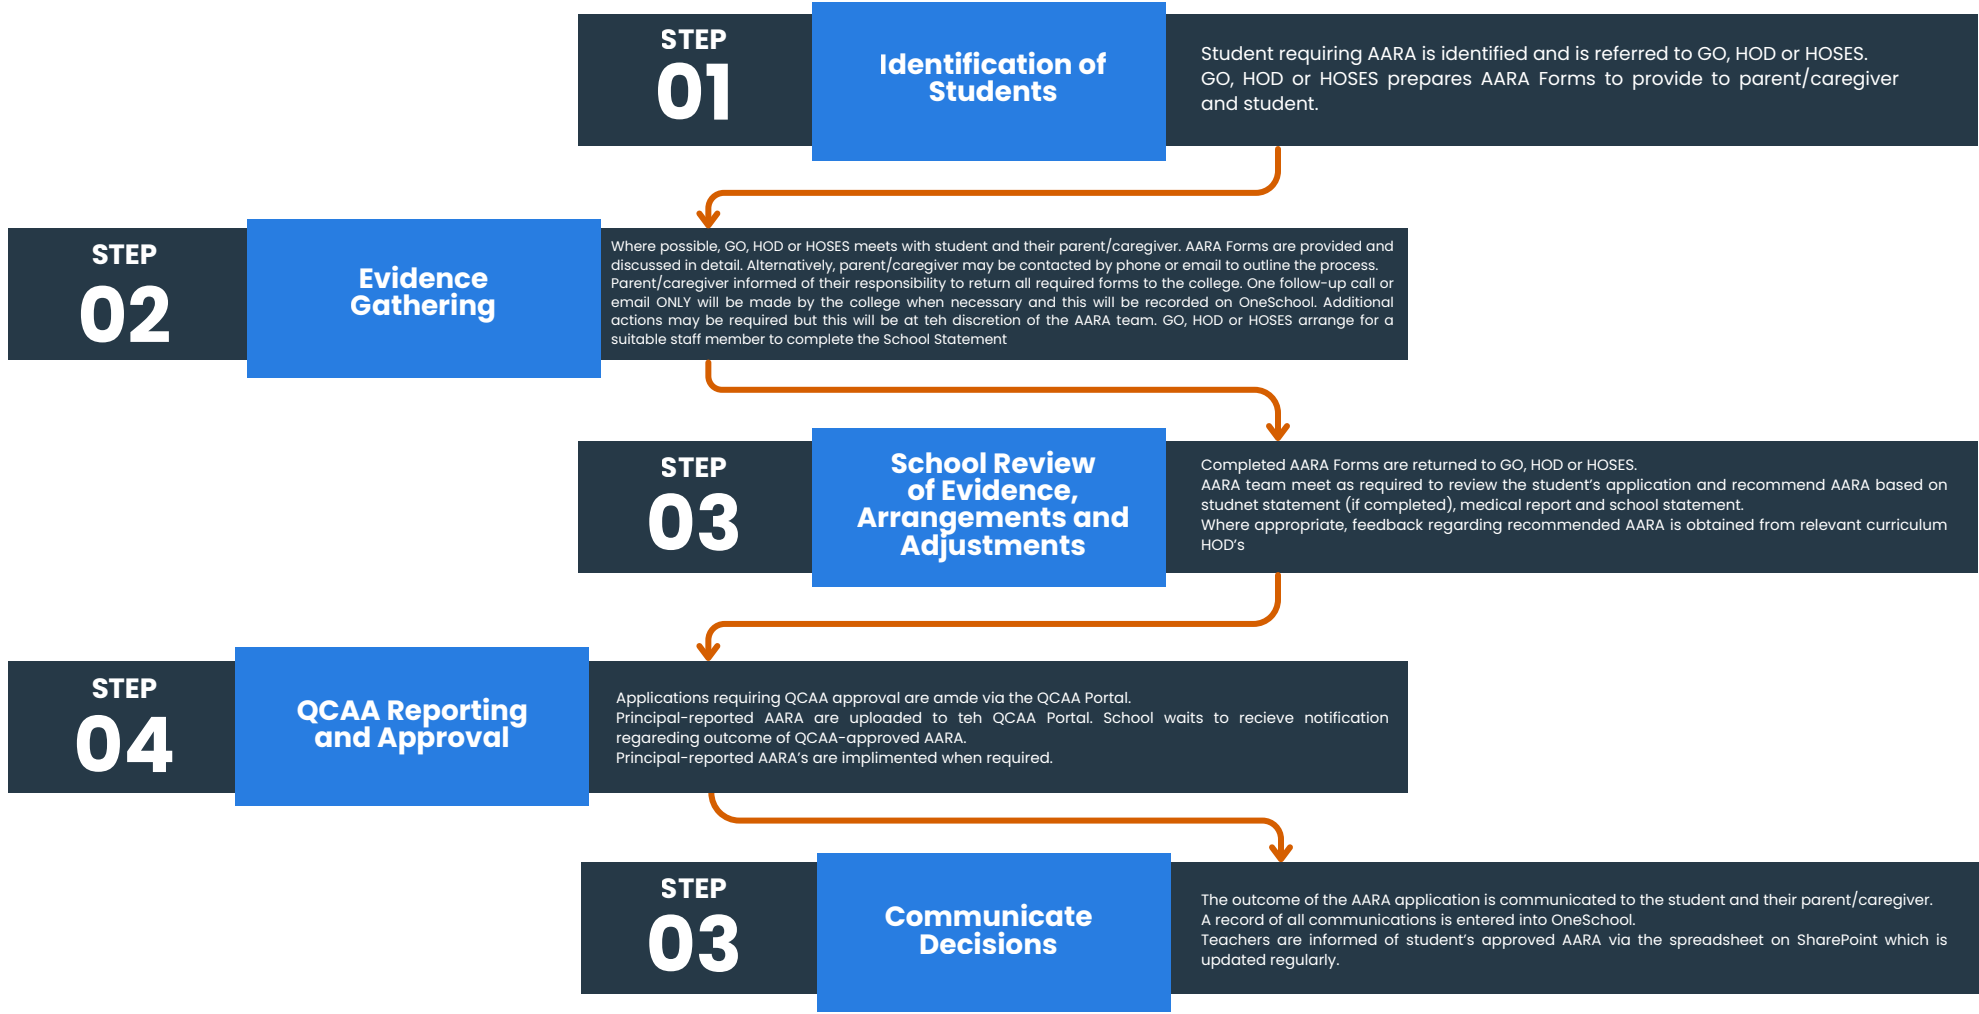 STEP
01
Identification of
Students
Student requiring AARA is identified and is referred to GO, HOD or HOSES.
GO, HOD or HOSES prepares AARA Forms to provide to parent/caregiver
and student.
STEP
02
Evidence
Gathering
Where possible, GO, HOD or HOSES meets with student and their parent/caregiver. AARA Forms are provided and
discussed in detail. Alternatively, parent/caregiver may be contacted by phone or email to outline the process.
Parent/caregiver informed of their responsibility to return all required forms to the college. One follow-up call or
email ONLY will be made by the college when necessary and this will be recorded on OneSchool. Additional
actions may be required but this will be at teh discretion of the AARA team. GO, HOD or HOSES arrange for a
suitable staff member to complete the School Statement
STEP
03
School Review
of Evidence,
Arrangements and
Adjustments
Completed AARA Forms are returned to GO, HOD or HOSES.
AARA team meet as required to review the student's application and recommend AARA based on
studnet statement (if completed), medical report and school statement.
Where appropriate, feedback regarding recommended AARA is obtained from relevant curriculum
HOD's
STEP
04
QCAA Reporting
and Approval
Applications requiring QCAA approval are amde via the QCAA Portal.
Principal-reported AARA are uploaded to teh QCAA Portal. School waits to recieve notification
regareding outcome of QCAA-approved AARA.
Principal-reported AARA's are implimented when required.
STEP
03
Communicate
Decisions
The outcome of the AARA application is communicated to the student and their parent/caregiver.
A record of all communications is entered into OneSchool.
Teachers are informed of student's approved AARA via the spreadsheet on SharePoint which is
updated regularly.